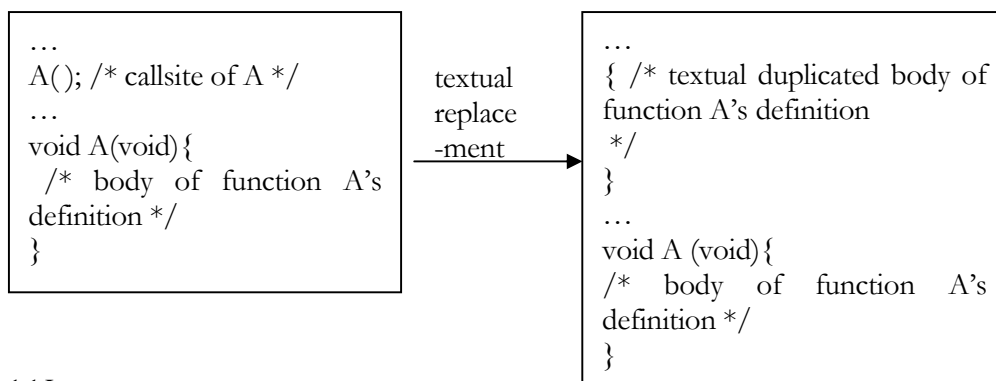 …
A( ); /* callsite of A */
…
void A(void){
/* body of function A’s
definition */
}
textual
replace
-ment
…
{ /* textual duplicated body of
function A’s definition
*/
}
…
void A (void){
/* body of function A’s
definition */
}